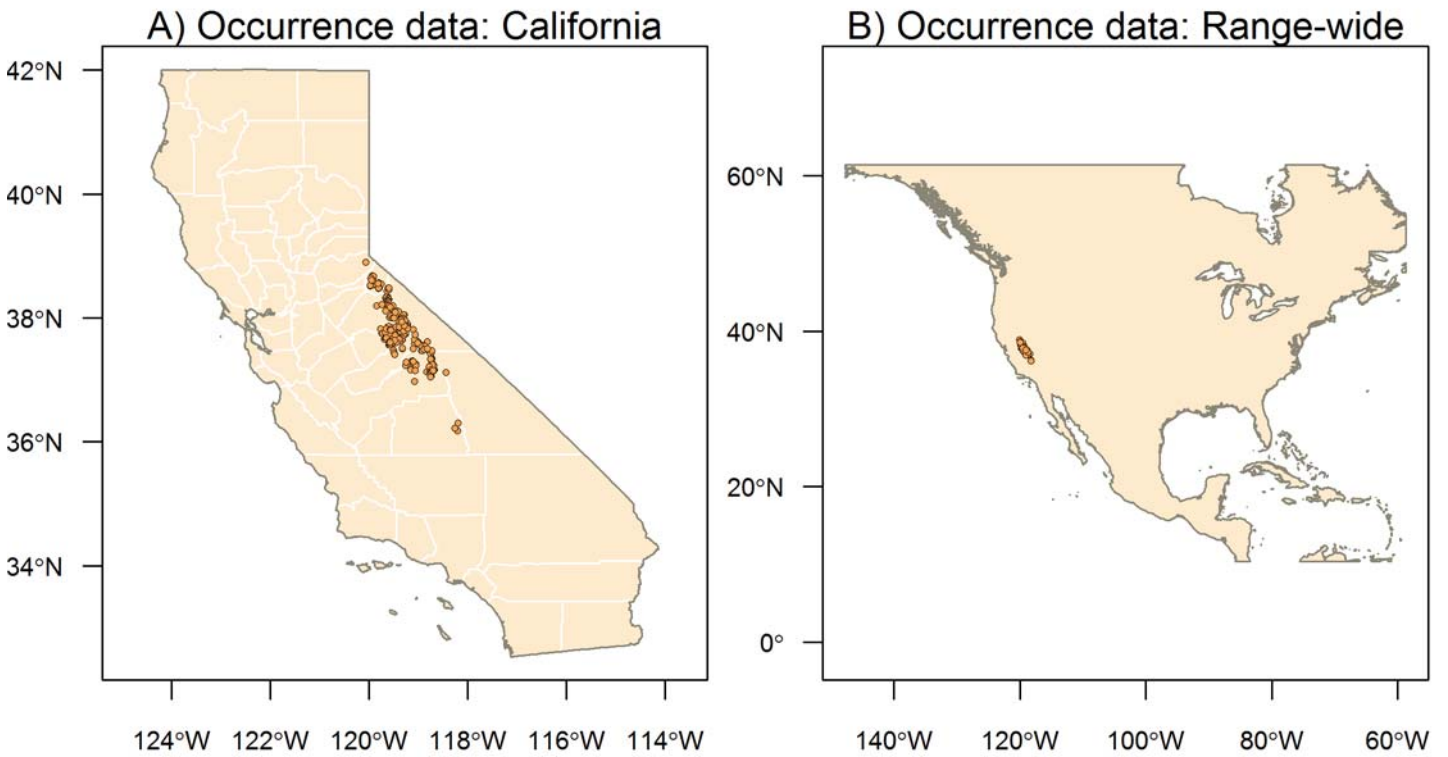 A) Occurrence data: California
42°N
40°N
38°N
36°N
34°N
124°W 122°W 120°W 118°W 116°W 114°W
B) Occurrence data: Range-wide
60°N
40°N
20°N
0°
140°W 120°W 100°W 80°W 60°W